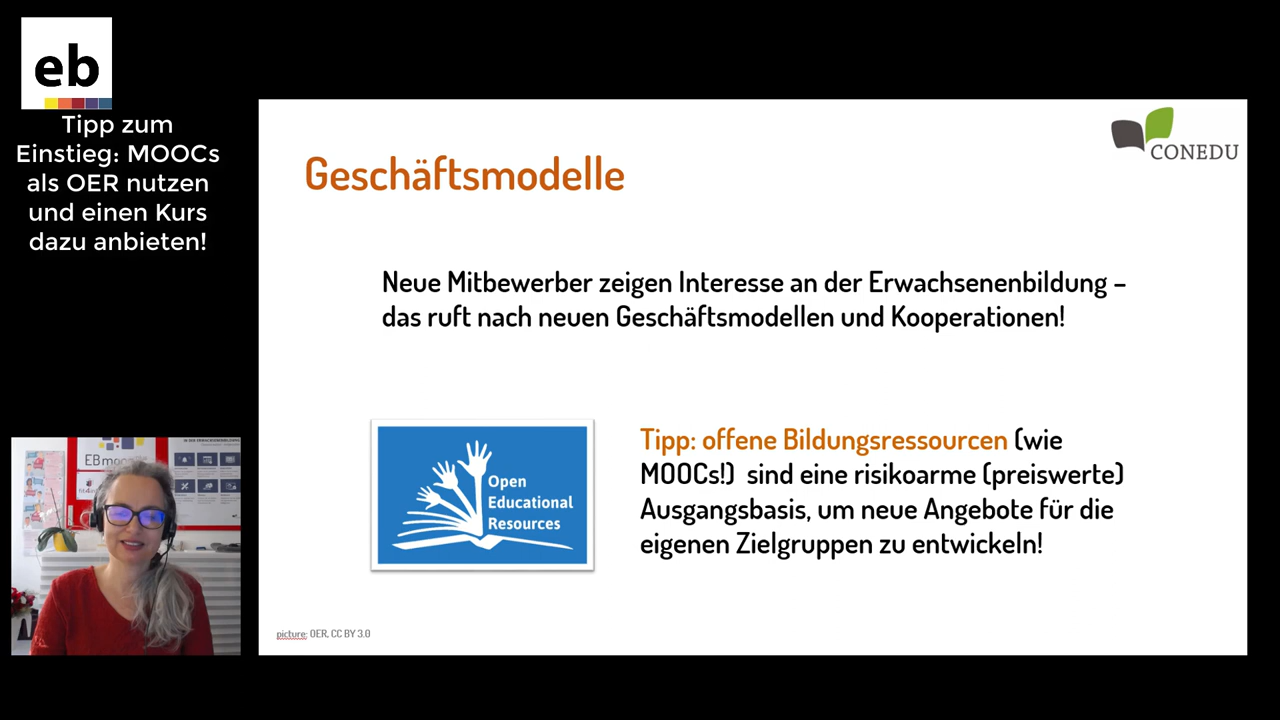 eb
Tipp zum
Einstieg: MOOCs
als OER nutzen
und einen Kurs
dazu anbieten!
CONEDU
Geschäftsmodelle
Neue Mitbewerber zeigen Interesse an der Erwachsenenbildung –
das ruft nach neuen Geschäftsmodellen und Kooperationen!
Open
Educational
Resources
Tipp: offene Bildungsressourcen (wie
MOOCs!) sind eine risikoarme (preiswerte)
Ausgangsbasis, um neue Angebote für die
eigenen Zielgruppen zu entwickeln!
picture: OER, CC BY 3.0